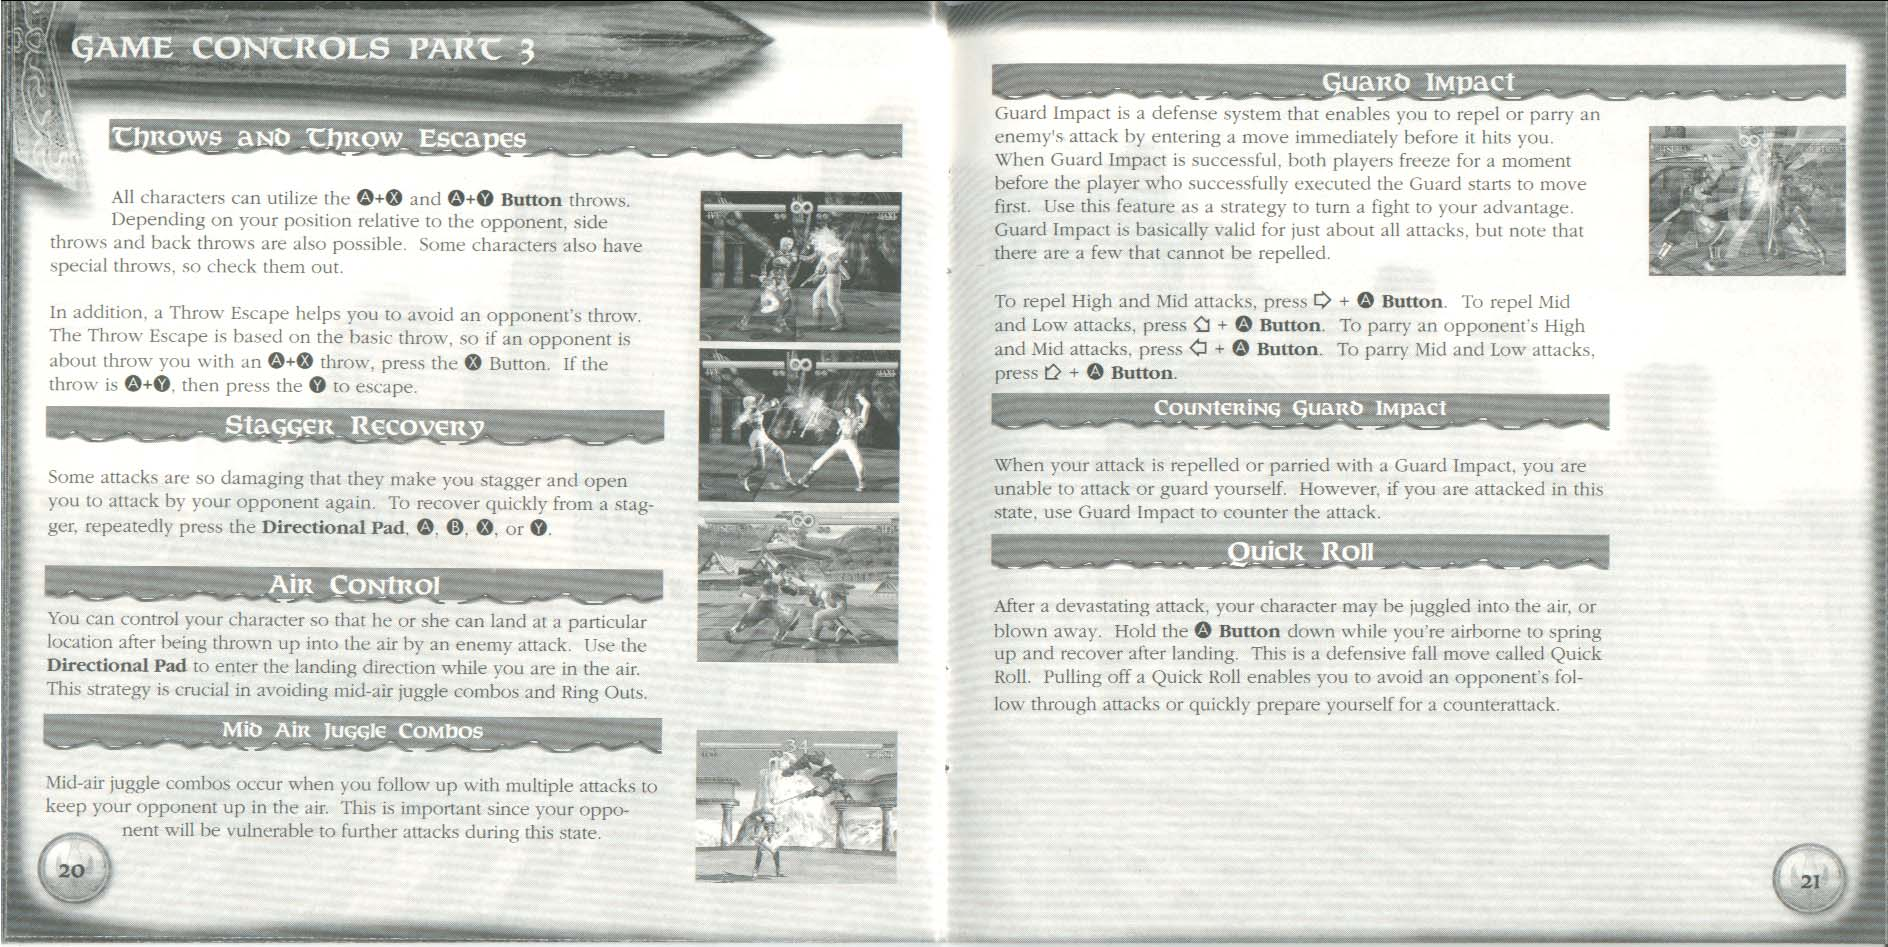 GAME CONTROLS PART 3
Throws and Throw Escapes
All characters can utilize the A+X and A+Y Button throws.
Depending on your position relative to the opponent, side
throws and back throws are also possible. Some characters also have
special throws, so check them out.
In addition, a Throw Escape helps you to avoid an opponent's throw.
The Throw Escape is based on the basic throw, so if an opponent is
about throw you with an A+X throw, press the X Button. If the
throw is A+Y, then press the Y to escape.
Stagger Recovery
Some attacks are so damaging that they make you stagger and open
you to attack by your opponent again. To recover quickly from a stag-
ger, repeatedly press the Directional Pad, A, B, X, or Y.
Air Control
You can control your character so that he or she can land at a particular
location after being thrown up into the air by an enemy attack. Use the
Directional Pad to enter the landing direction while you are in the air.
This strategy is crucial in avoiding mid-air juggle combos and Ring Outs.
Mid Air Juggle Combos
Mid-air juggle combos occur when you follow up with multiple attacks to
keep your opponent up in the air. This is important since your oppo-
nent will be vulnerable to further attacks during this state.
20
Guard Impact
Guard Impact is a defense system that enables you to repel or parry an
enemy's attack by entering a move immediately before it hits you.
When Guard Impact is successful, both players freeze for a moment
before the player who successfully executed the Guard starts to move
first. Use this feature as a strategy to turn a fight to your advantage.
Guard Impact is basically valid for just about all attacks, but note that
there are a few that cannot be repelled.
To repel High and Mid attacks, press ⇨ + A Button. To repel Mid
and Low attacks, press + A Button. To parry an opponent's High
and Mid attacks, press ⇦ + A Button. To parry Mid and Low attacks,
press + A Button.
Countering Guard Impact
When your attack is repelled or parried with a Guard Impact, you are
unable to attack or guard yourself. However, if you are attacked in this
state, use Guard Impact to counter the attack.
Quick Roll
After a devastating attack, your character may be juggled into the air, or
blown away. Hold the A Button down while you're airborne to spring
up and recover after landing. This is a defensive fall move called Quick
Roll. Pulling off a Quick Roll enables you to avoid an opponent's fol-
low through attacks or quickly prepare yourself for a counterattack.
21